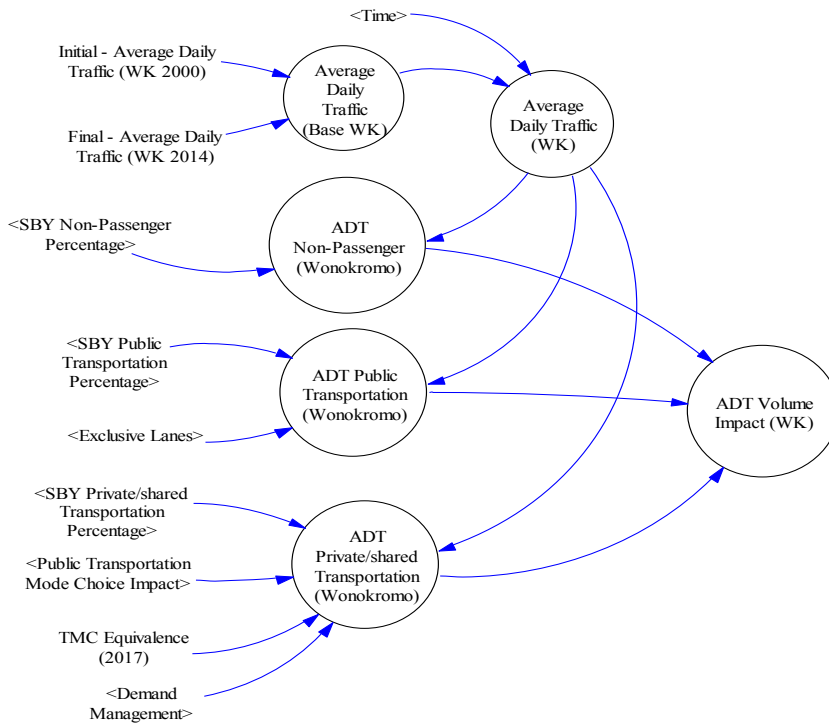 <Time>
Initial - Average Daily
Traffic (WK 2000)
Average
Daily
Traffic
(Base WK)
Average
Daily Traffic
(WK)
Final - Average Daily
Traffic (WK 2014)
<SBY Non-Passenger
Percentage>
ADT
Non-Passenger
(Wonokromo)
<SBY Public
Transportation
Percentage>
ADT Public
Transportation
(Wonokromo)
ADT Volume
Impact (WK)
<Exclusive Lanes>
<SBY Private/shared
Transportation
Percentage>
ADT
Private/shared
Transportation
(Wonokromo)
<Public Transportation
Mode Choice Impact>
TMC Equivalence
(2017)
<Demand
Management>